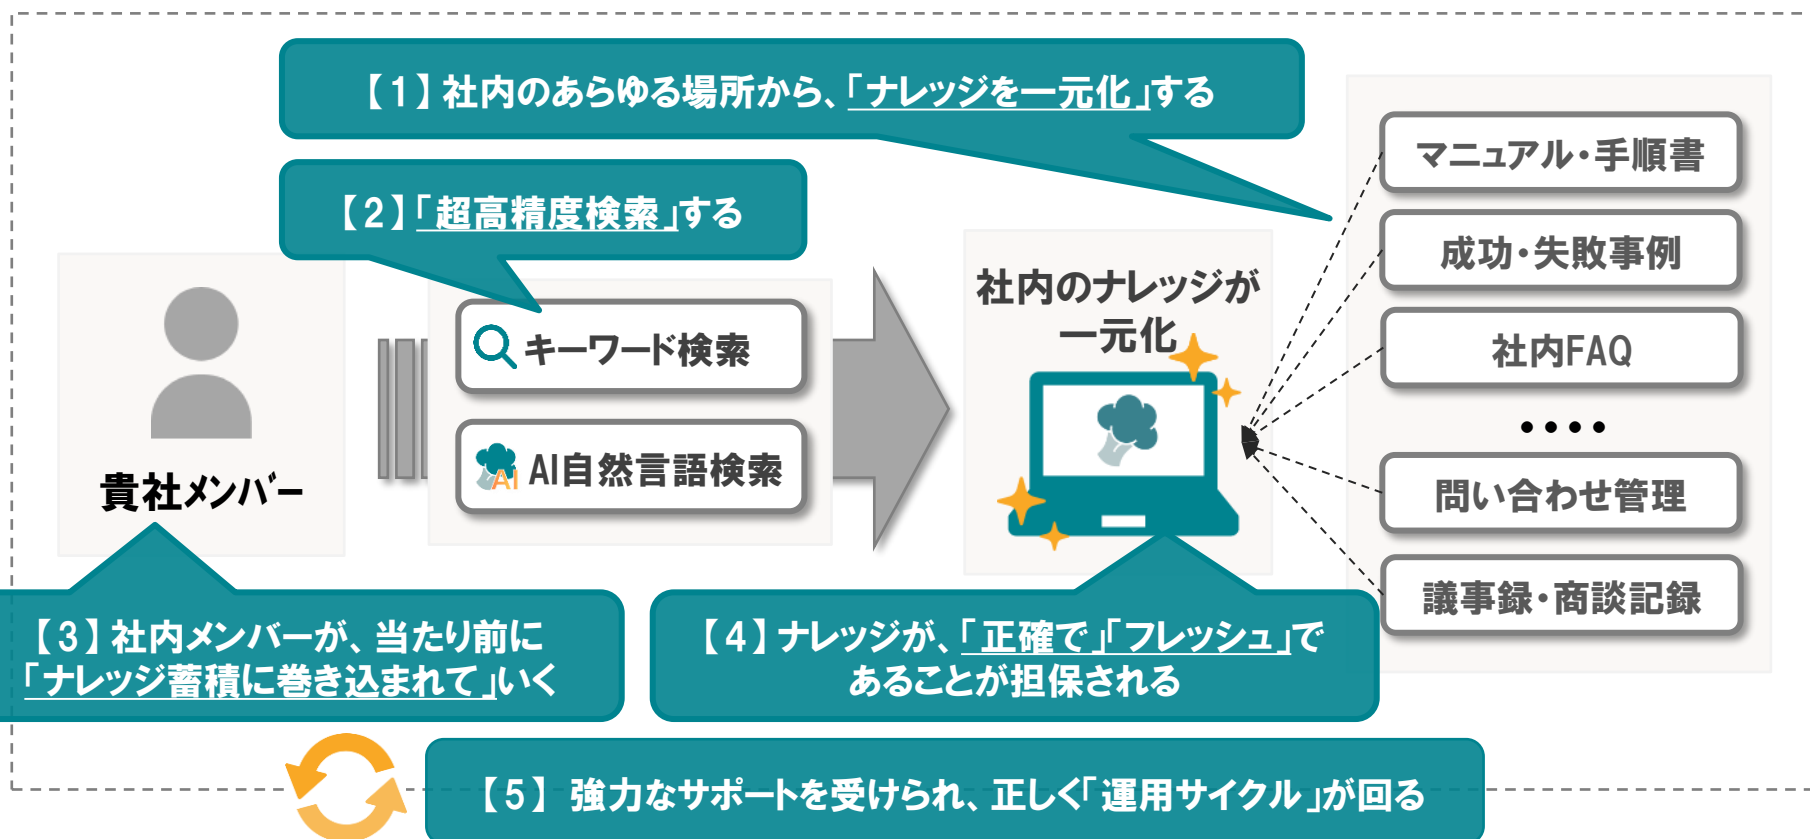 【1】社内のあらゆる場所から、「ナレッジを一元化」する
【2】「超高精度検索」する
マニュアル・手順書
成功・失敗事例
社内FAQ
・・・・
問い合わせ管理
議事録・商談記録
社内のナレッジが
一元化
キーワード検索
AI自然言語検索
AI
貴社メンバー
【3】社内メンバーが、当たり前に
「ナレッジ蓄積に巻き込まれて」いく
【4】ナレッジが、「正確で」「フレッシュ」で
あることが担保される
【5】 強力なサポートを受けられ、正しく「運用サイクル」が回る